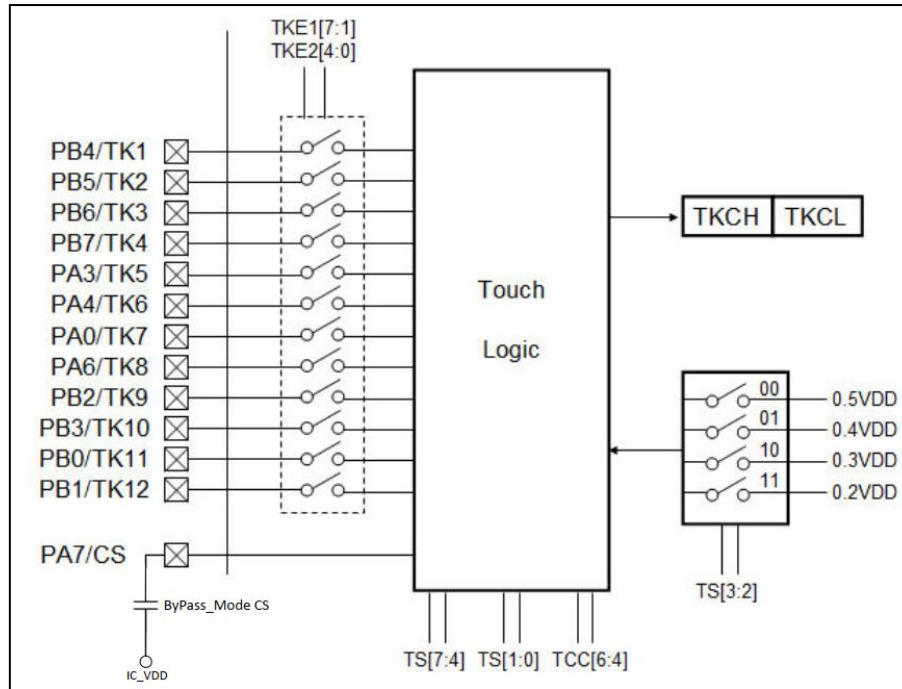 TKE1[7:1]
TKE2[4:0]
PB4/TK1
PB5/TK2
PB6/TK3
PB7/TK4
PA3/TK5
PA4/TK6
PA0/TK7
PA6/TK8
PB2/TK9
PB3/TK10
PB0/TK11
PB1/TK12
PA7/CS
ByPass_Mode CS
IC_VDD
Touch
Logic
TKCH TKCL
00 0.5VDD
01 0.4VDD
10 0.3VDD
11 0.2VDD
TS[3:2]
TS[7:4] TS[1:0] TCC[6:4]